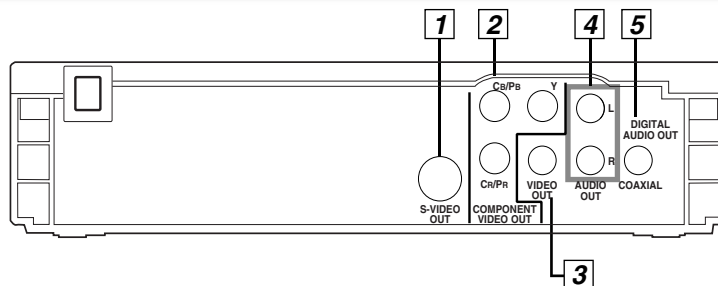 1 2 4 5
CB/PB Y
L
DIGITAL
AUDIO OUT
R
CR/PR VIDEO
OUT AUDIO
OUT COAXIAL
S-VIDEO
OUT COMPONENT
VIDEO OUT
3